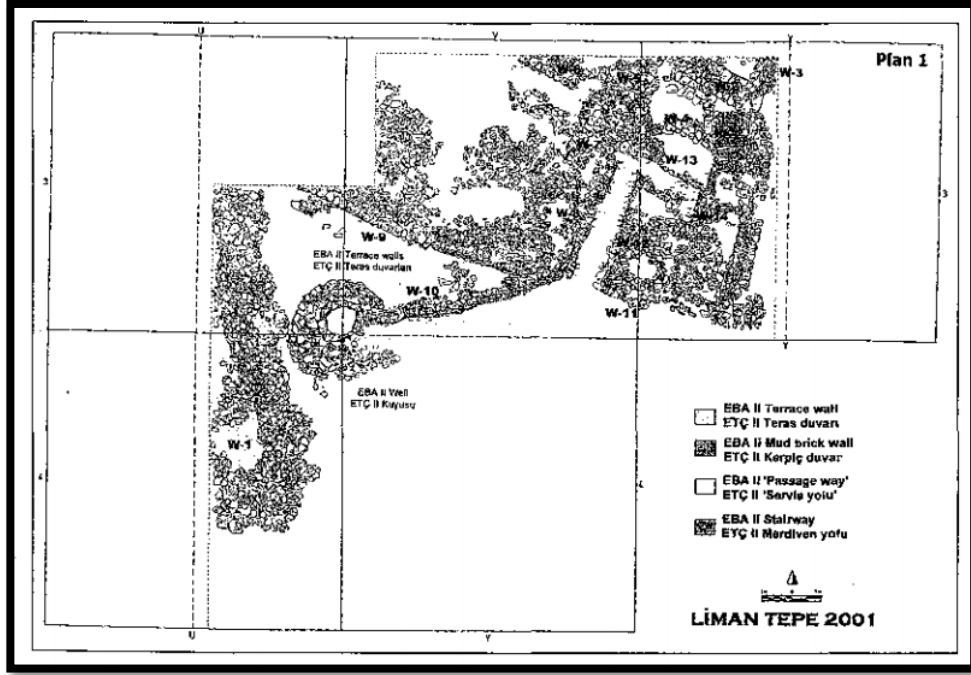 U
Y
Y
Plan 1
W-3
W-13
3
3
W-9
EBA II Terrace walls
ETÇ II Teras duvarları
W-10
W-11
Y
EBA II Well
ETÇ II Kuyusu
W-1
EBA II Terrace wall
ETÇ II Teras duvarı
EBA II Mud brick wall
ETÇ II Kerpiç duvar
EBA II 'Passage way'
ETÇ II 'Servis yolu'
EBA II Stairway
ETÇ II Merdiven yolu
LİMAN TEPE 2001
U
Y